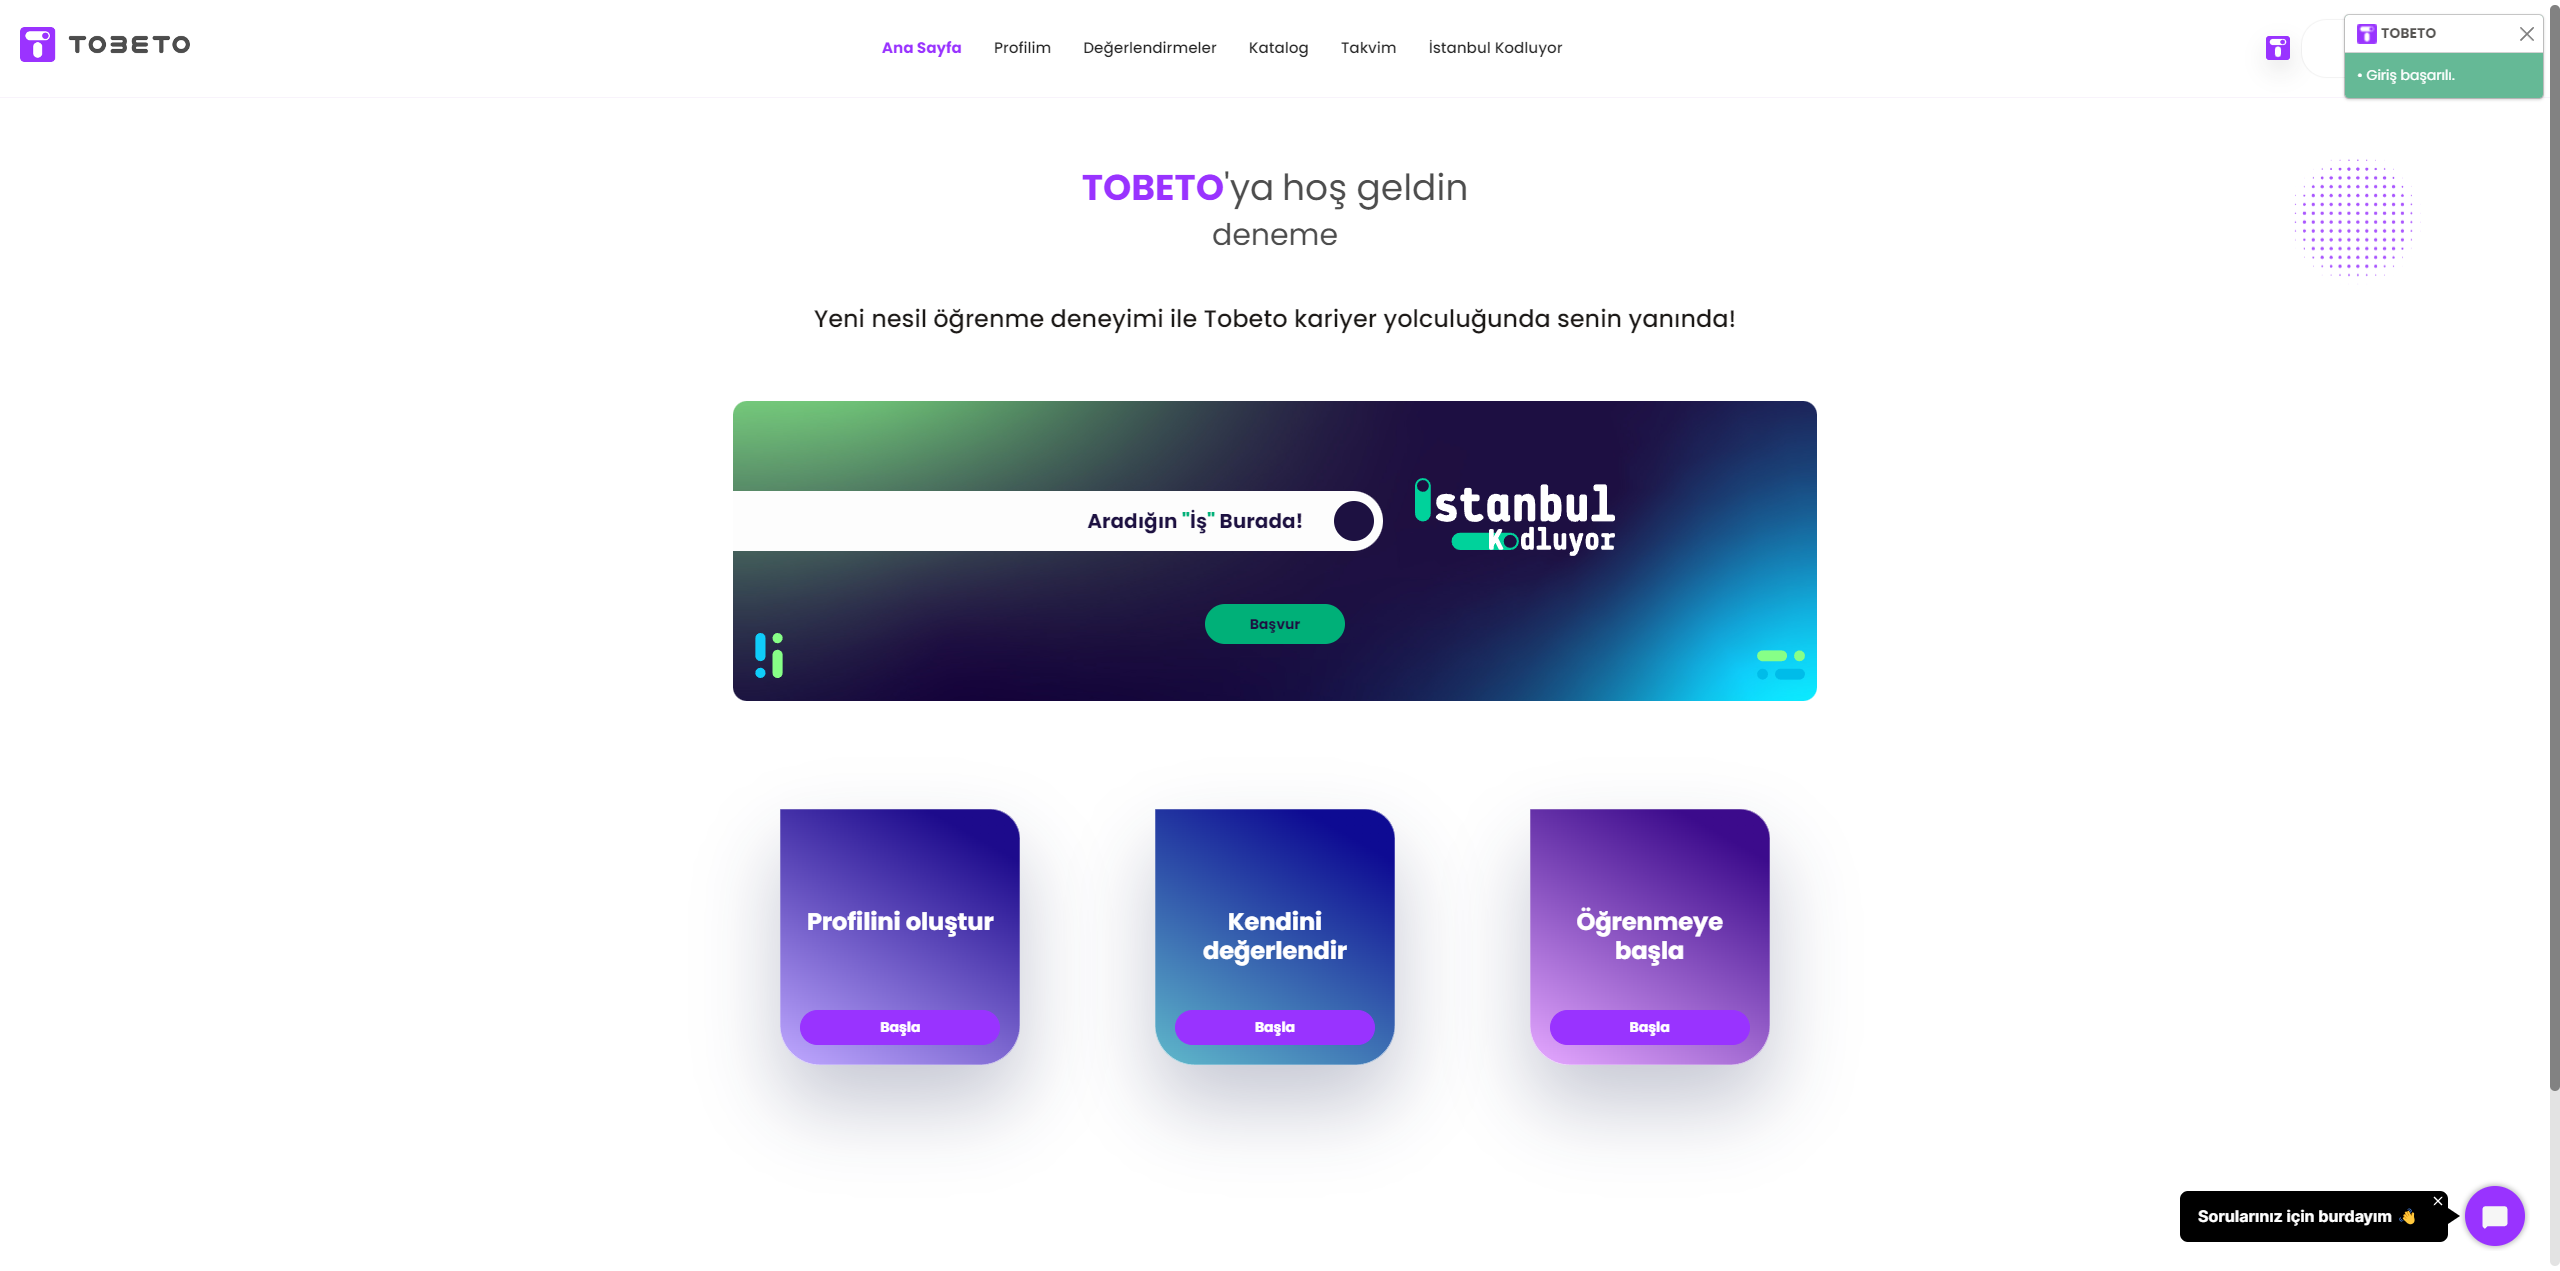 TOBETO
Ana Sayfa
Profilim
Değerlendirmeler
Katalog
Takvim
İstanbul Kodluyor
TOBETO
• Giriş başarılı.
TOBETO'ya hoş geldin
deneme
Yeni nesil öğrenme deneyimi ile Tobeto kariyer yolculuğunda senin yanında!
Aradığın "İş" Burada!
istanbul
Kodluyor
Başvur
Profilini oluştur
Başla
Kendini
değerlendir
Başla
Öğrenmeye
başla
Başla
Sorularınız için burdayım 👋